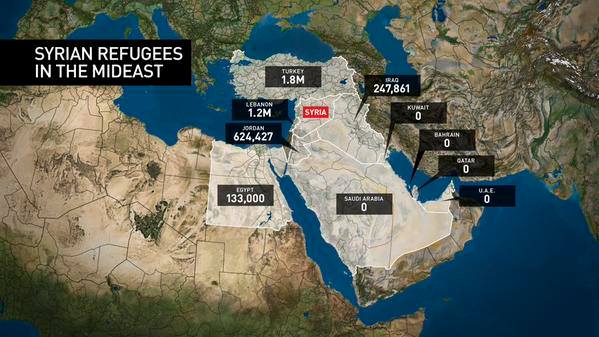 SYRIAN REFUGEES
IN THE MIDEAST
TURKEY
1.8M
IRAQ
247,861
LEBANON
1.2M
SYRIA
KUWAIT
0
JORDAN
624,427
BAHRAIN
0
QATAR
0
EGYPT
133,000
SAUDI ARABIA
0
U.A.E.
0